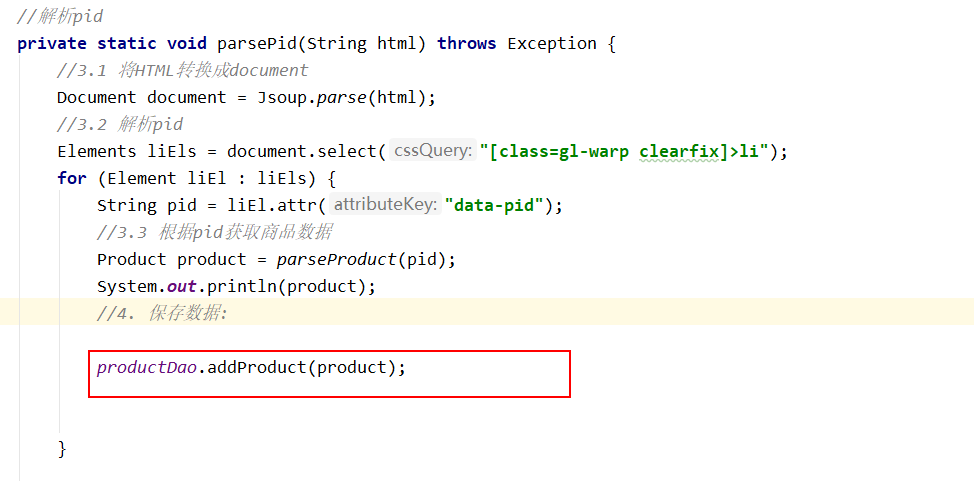 //解析pid
private static void parsePid(String html) throws Exception {
//3.1 将HTML转换成document
Document document = Jsoup.parse(html);
//3.2 解析pid
Elements liEls = document.select( cssQuery: "[class=gl-warp clearfix]>li");
for (Element liEl : liEls) {
String pid = liEl.attr( attributeKey: "data-pid");
//3.3 根据pid获取商品数据
Product product = parseProduct(pid);
System.out.println(product);
//4. 保存数据:
productDao.addProduct(product);
}